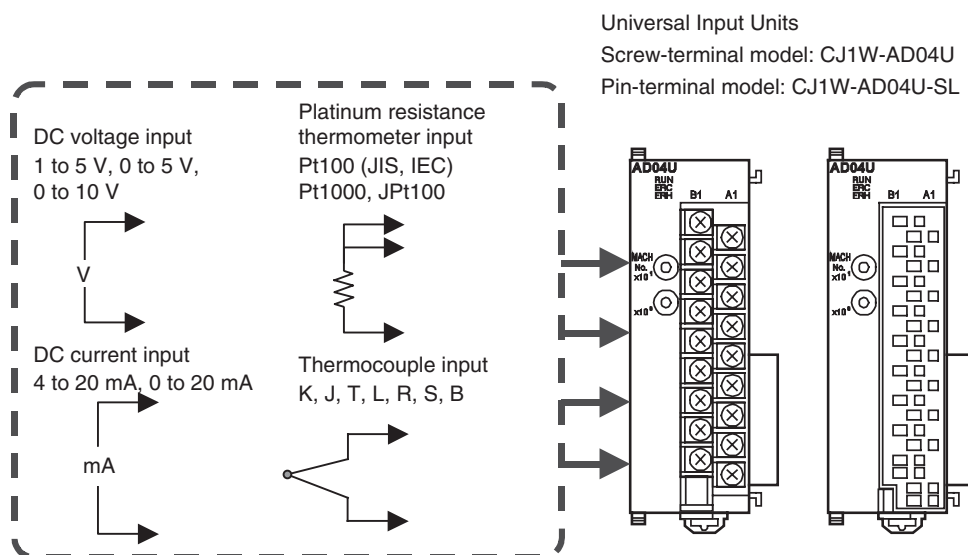 Universal Input Units
Screw-terminal model: CJ1W-AD04U
Pin-terminal model: CJ1W-AD04U-SL
DC voltage input
1 to 5 V, 0 to 5 V,
0 to 10 V
V
Platinum resistance
thermometer input
Pt100 (JIS, IEC)
Pt1000, JPt100
DC current input
4 to 20 mA, 0 to 20 mA
mA
Thermocouple input
K, J, T, L, R, S, B
AD04U
RUN
ERC
ERH
B1 A1
MACH
No.
x10¹
x10⁰
AD04U
RUN
ERC
ERH
B1 A1
MACH
No.
x10¹
x10⁰